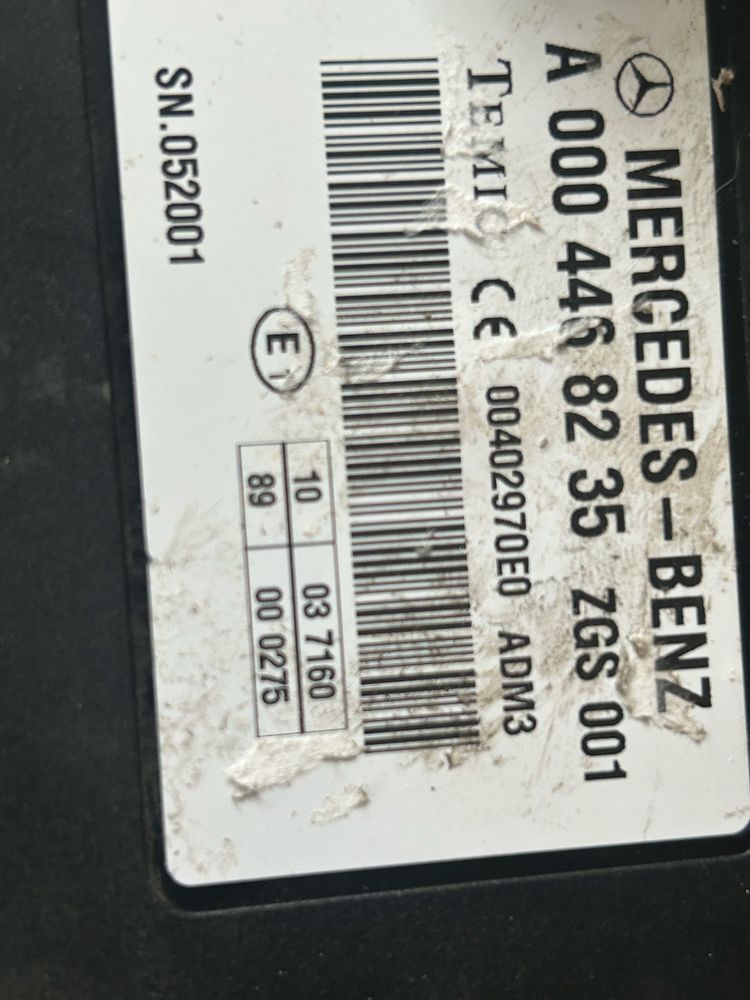 MERCEDES-BENZ
A 000 446 82 35 ZGS 001
TEMIC CE 00402970E0 ADM3
E1
10 03 7160
89 00 0275
SN.052001